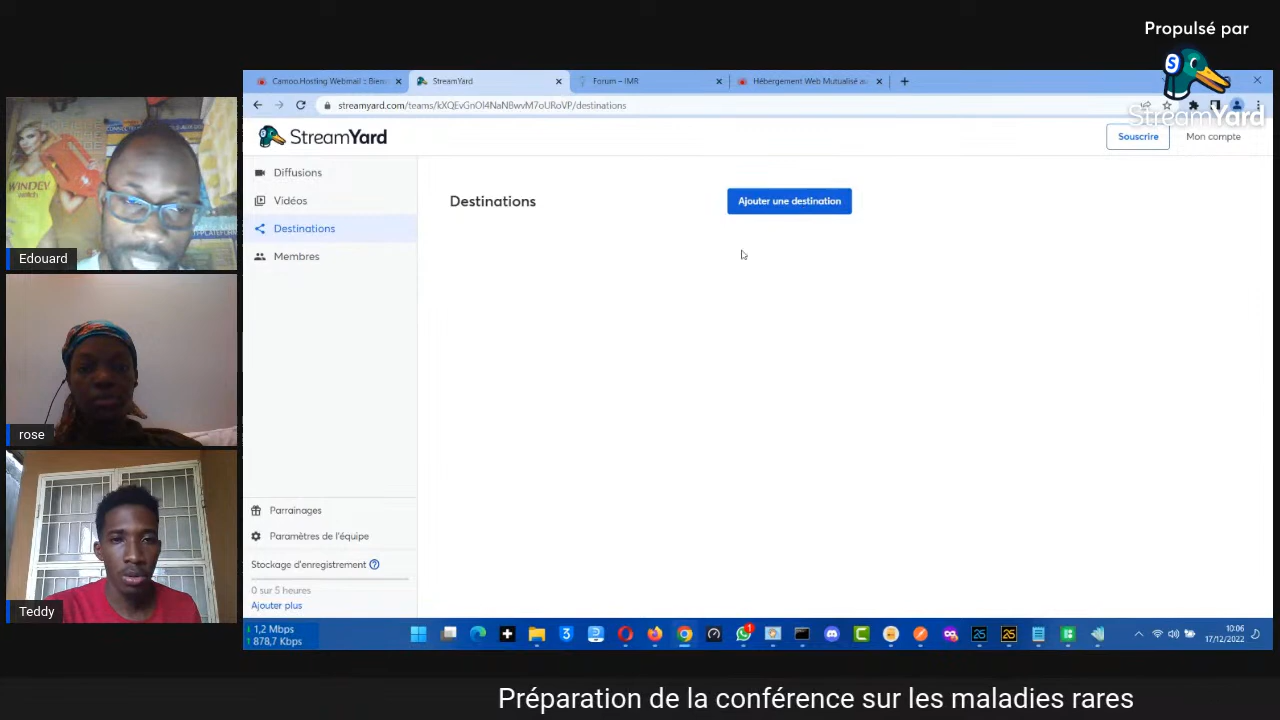 Propulsé par
StreamYard
Camoo.Hosting Webmail :: Bien
StreamYard
Forum – IMR
Hébergement Web Mutualisé au
streamyard.com/teams/kXQEvGnOl4NaN8wvM7oURoVP/destinations
StreamYard
Souscrire
Mon compte
Diffusions
Vidéos
Destinations
Membres
Destinations
Ajouter une destination
WINDEV
Edouard
rose
Teddy
Parrainages
Paramètres de l'équipe
Stockage d'enregistrement
0 sur 5 heures
Ajouter plus
1,2 Mbps
878,7 Kbps
10:06
17/12/2022
Préparation de la conférence sur les maladies rares